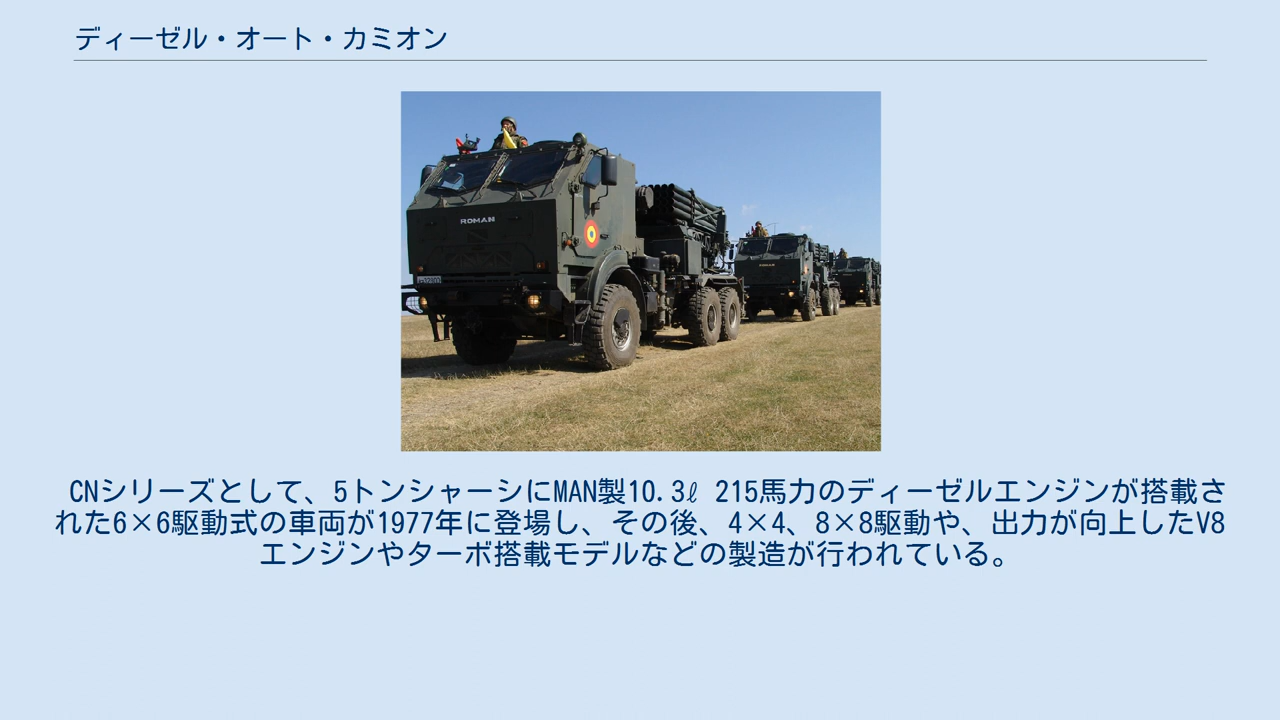 ディーゼル・オート・カミオン
ROMAN
CNシリーズとして、5トンシャーシにMAN製10.3ℓ 215馬力のディーゼルエンジンが搭載さ
れた6×6駆動式の車両が1977年に登場し、その後、4×4、8×8駆動や、出力が向上したV8
エンジンやターボ搭載モデルなどの製造が行われている。